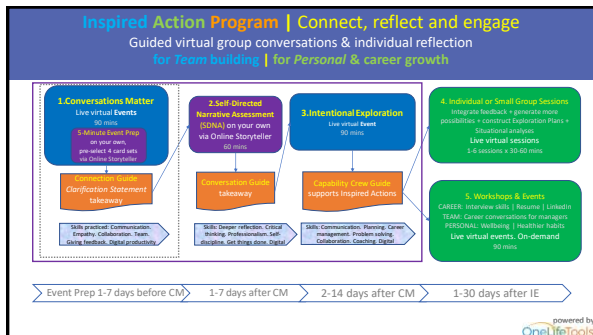 Inspired Action Program | Connect, reflect and engage
Guided virtual group conversations & individual reflection
for Team building | for Personal & career growth
1.Conversations Matter
Live virtual Events
90 mins
5-Minute Event Prep
on your own,
pre-select 4 card sets
via Online Storyteller
Connection Guide
Clarification Statement
takeaway
Skills practiced: Communication.
Empathy. Collaboration. Team.
Giving feedback. Digital productivity
2.Self-Directed
Narrative Assessment
(SDNA) on your own
via Online Storyteller
60 mins
Conversation Guide
takeaway
Skills: Deeper reflection. Critical
thinking. Professionalism. Self-
discipline. Get things done. Digital
3.Intentional Exploration
Live virtual Event
90 mins
Capability Crew Guide
supports Inspired Actions
Skills: Communication. Planning. Career
management. Problem solving.
Collaboration. Coaching. Digital
4. Individual or Small Group Sessions
Integrate feedback + generate more
possibilities + construct Exploration Plans +
Situational analyses
Live virtual sessions
1-6 sessions x 30-60 mins
5. Workshops & Events
CAREER: Interview skills | Resume | LinkedIn
TEAM: Career conversations for managers
PERSONAL: Wellbeing | Healthier habits
Live virtual events. On-demand
90 mins
Event Prep 1-7 days before CM
1-7 days after CM
2-14 days after CM
1-30 days after IE
powered by
OneLifeTools